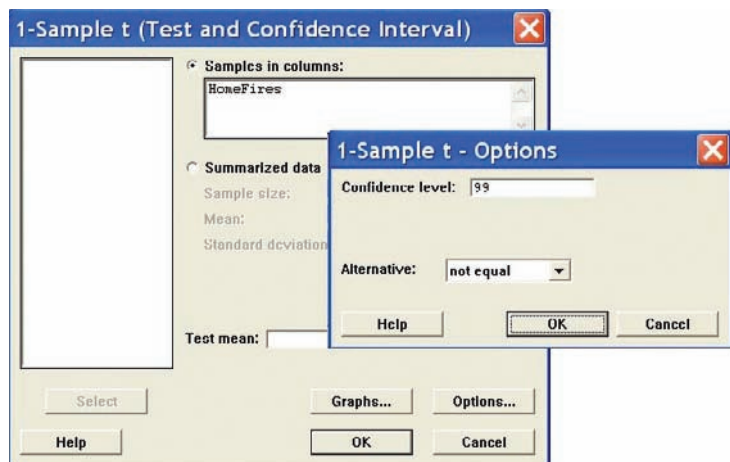 1-Sample t (Test and Confidence Interval)
Samples in columns:
HomeFires
Summarized data
Sample size:
Mean:
Standard deviation
Test mean:
Select
Graphs...
Options...
Help
OK
Cancel
1-Sample t - Options
Confidence level: 99
Alternative: not equal
Help
OK
Cancel